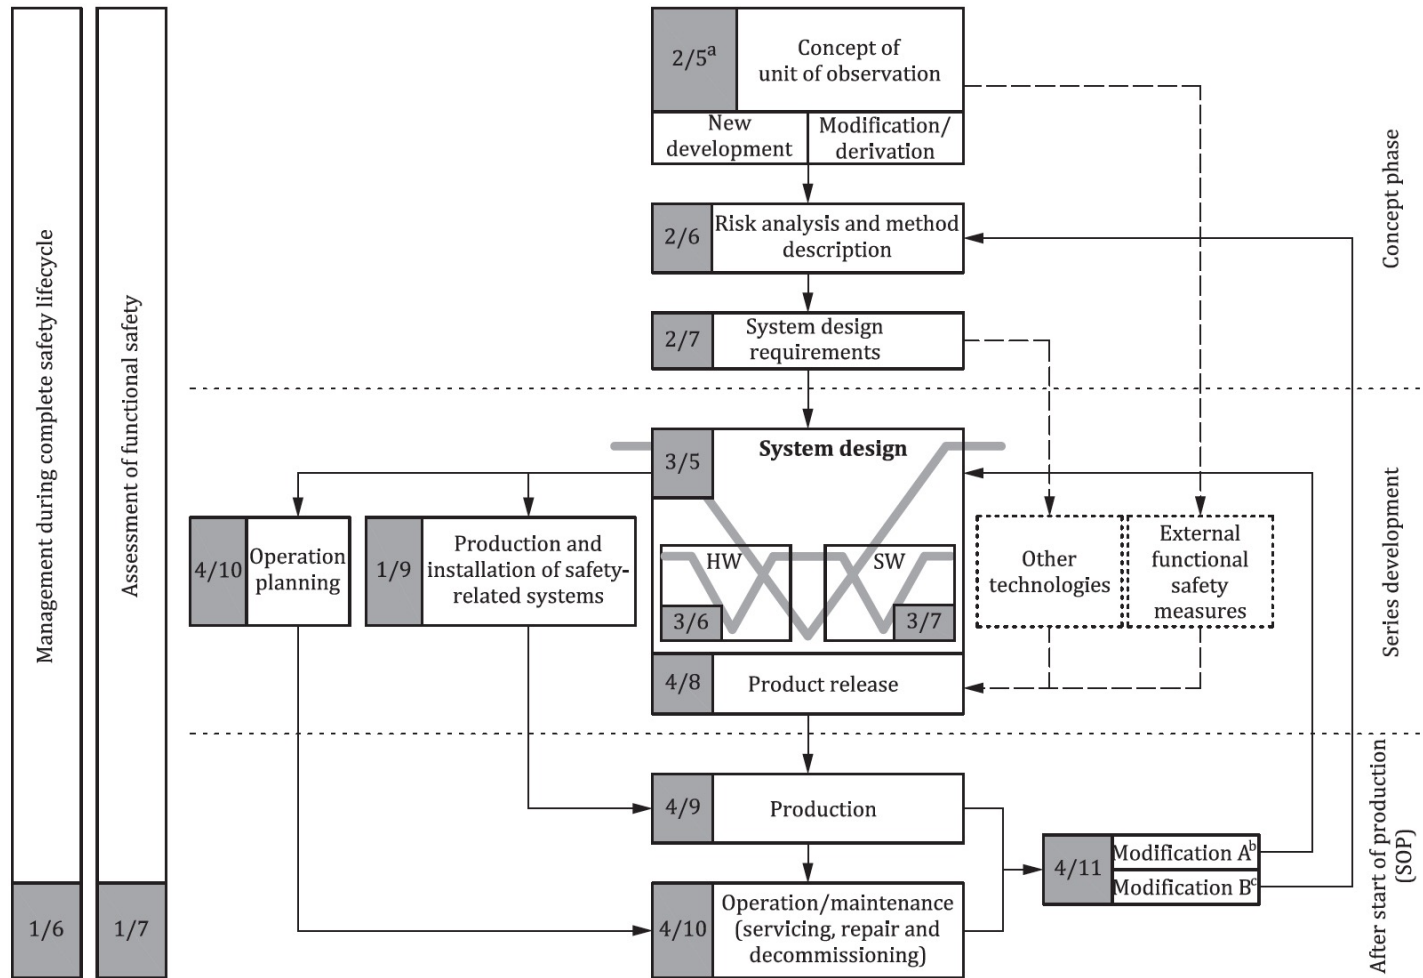 Management during complete safety lifecycle
1/6
Assessment of functional safety
1/7
2/5a
Concept of
unit of observation
New
development
Modification/
derivation
2/6
Risk analysis and method
description
2/7
System design
requirements
Concept phase
3/5
System design
4/10
Operation
planning
1/9
Production and
installation of safety-
related systems
HW
3/6
SW
3/7
Other
technologies
External
functional
safety
measures
4/8
Product release
Series development
4/9
Production
4/10
Operation/maintenance
(servicing, repair and
decommissioning)
4/11
Modification Ab
Modification Bc
After start of production
(SOP)